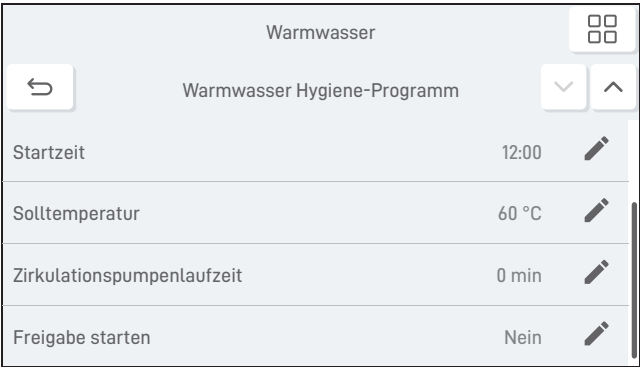 Warmwasser
Warmwasser Hygiene-Programm
Startzeit 12:00
Solltemperatur 60 °C
Zirkulationspumpenlaufzeit 0 min
Freigabe starten Nein